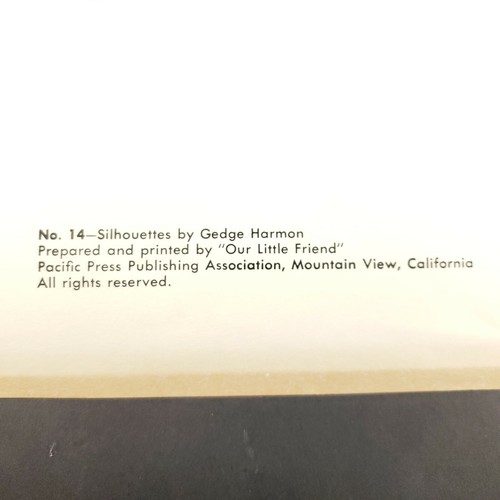 No. 14—Silhouettes by Gedge Harmon
Prepared and printed by "Our Little Friend"
Pacific Press Publishing Association, Mountain View, California
All rights reserved.